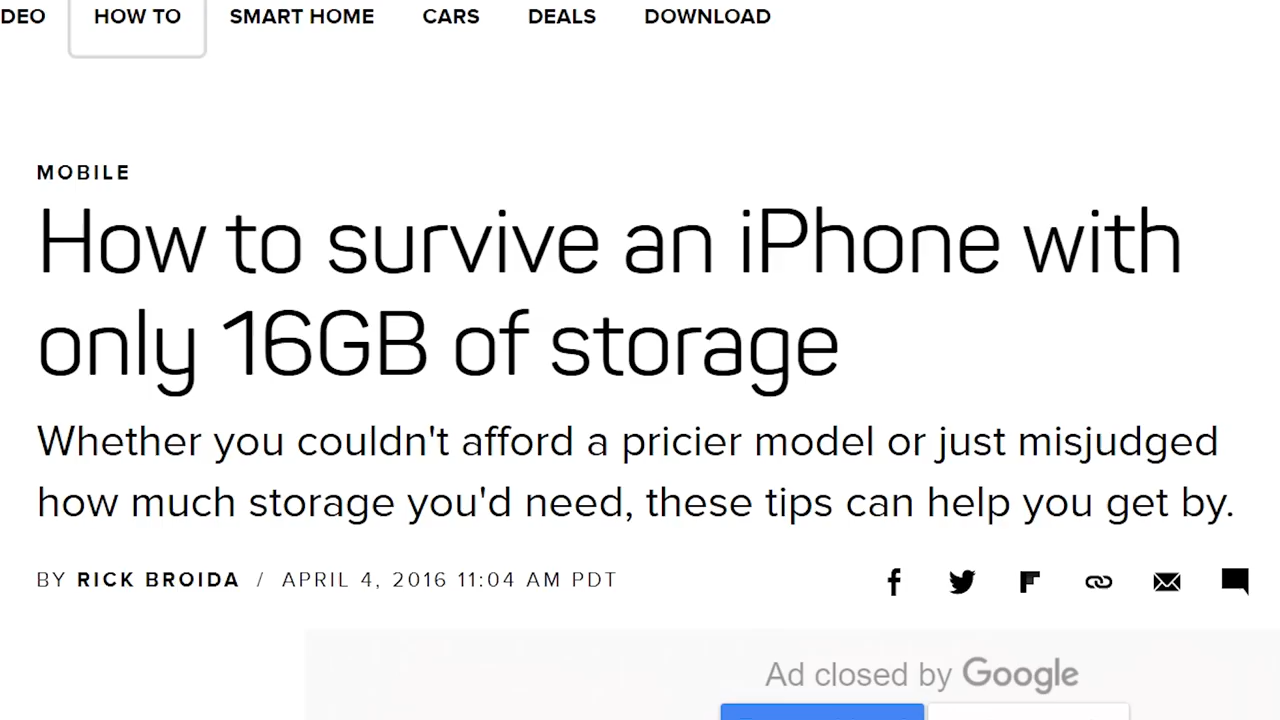 DEO HOW TO SMART HOME CARS DEALS DOWNLOAD
MOBILE
How to survive an iPhone with
only 16GB of storage
Whether you couldn't afford a pricier model or just misjudged
how much storage you'd need, these tips can help you get by.
BY RICK BROIDA / APRIL 4, 2016 11:04 AM PDT
Ad closed by Google